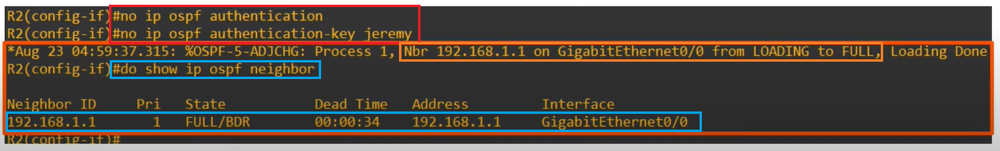 R2(config-if)#no ip ospf authentication
R2(config-if)#no ip ospf authentication-key jeremy
*Aug 23 04:59:37.315: %OSPF-5-ADJCHG: Process 1, Nbr 192.168.1.1 on GigabitEthernet0/0 from LOADING to FULL, Loading Done
R2(config-if)#do show ip ospf neighbor
Neighbor ID     Pri   State           Dead Time   Address         Interface
192.168.1.1       1   FULL/BDR        00:00:34    192.168.1.1     GigabitEthernet0/0
R2(config-if)#